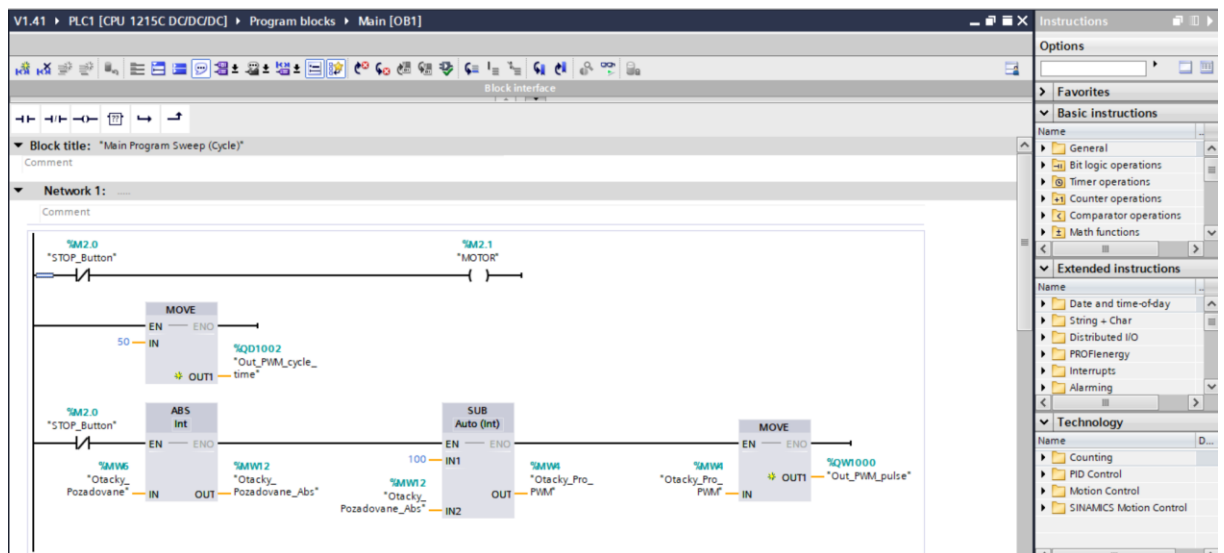 V1.41 ▸ PLC1 [CPU 1215C DC/DC/DC] ▸ Program blocks ▸ Main [OB1]
Block interface
Block title: "Main Program Sweep (Cycle)"
Comment
Network 1: ....
Comment
%M2.0
"STOP_Button"
%M2.1
"MOTOR"
MOVE
EN ENO
50 IN
OUT1
%QD1002
"Out_PWM_cycle_
time"
%M2.0
"STOP_Button"
ABS
Int
EN ENO
%MW6
"Otacky_
Pozadovane"
IN OUT
%MW12
"Otacky_
Pozadovane_Abs"
SUB
Auto (Int)
EN ENO
100 IN1
%MW12
"Otacky_
Pozadovane_Abs"
IN2
OUT
%MW4
"Otacky_Pro_
PWM"
MOVE
EN ENO
%MW4
"Otacky_Pro_
PWM"
IN
OUT1
%QW1000
"Out_PWM_pulse"
Instructions
Options
Favorites
Basic instructions
Name
General
Bit logic operations
Timer operations
Counter operations
Comparator operations
Math functions
Extended instructions
Name
Date and time-of-day
String + Char
Distributed I/O
PROFIenergy
Interrupts
Alarming
Technology
Name D...
Counting
PID Control
Motion Control
SINAMICS Motion Control